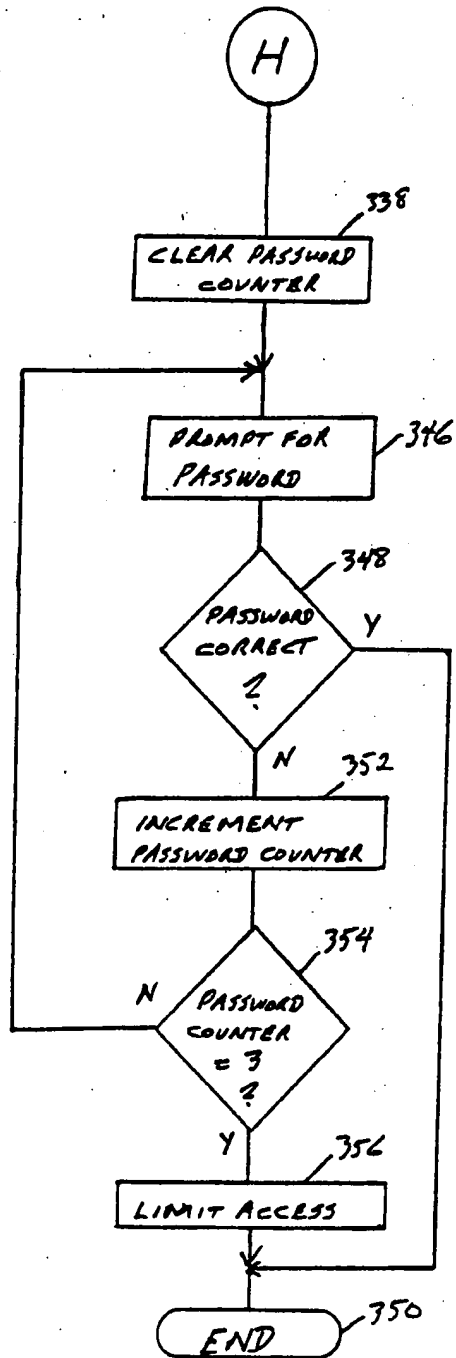 H
338
CLEAR PASSWORD
COUNTER
PROMPT FOR
PASSWORD
346
348
PASSWORD
CORRECT
?
Y
N
352
INCREMENT
PASSWORD COUNTER
354
N
PASSWORD
COUNTER
= 3
?
Y
356
LIMIT ACCESS
END
350